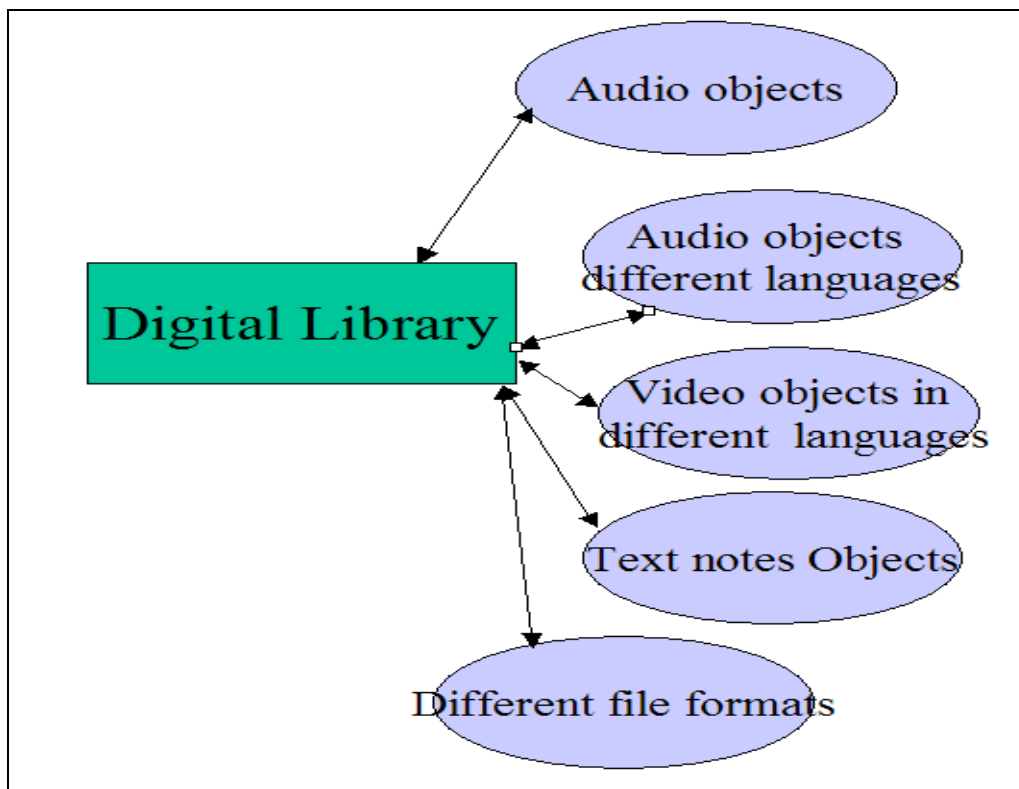 Audio objects
Audio objects
different languages
Digital Library
Video objects in
different languages
Text notes Objects
Different file formats